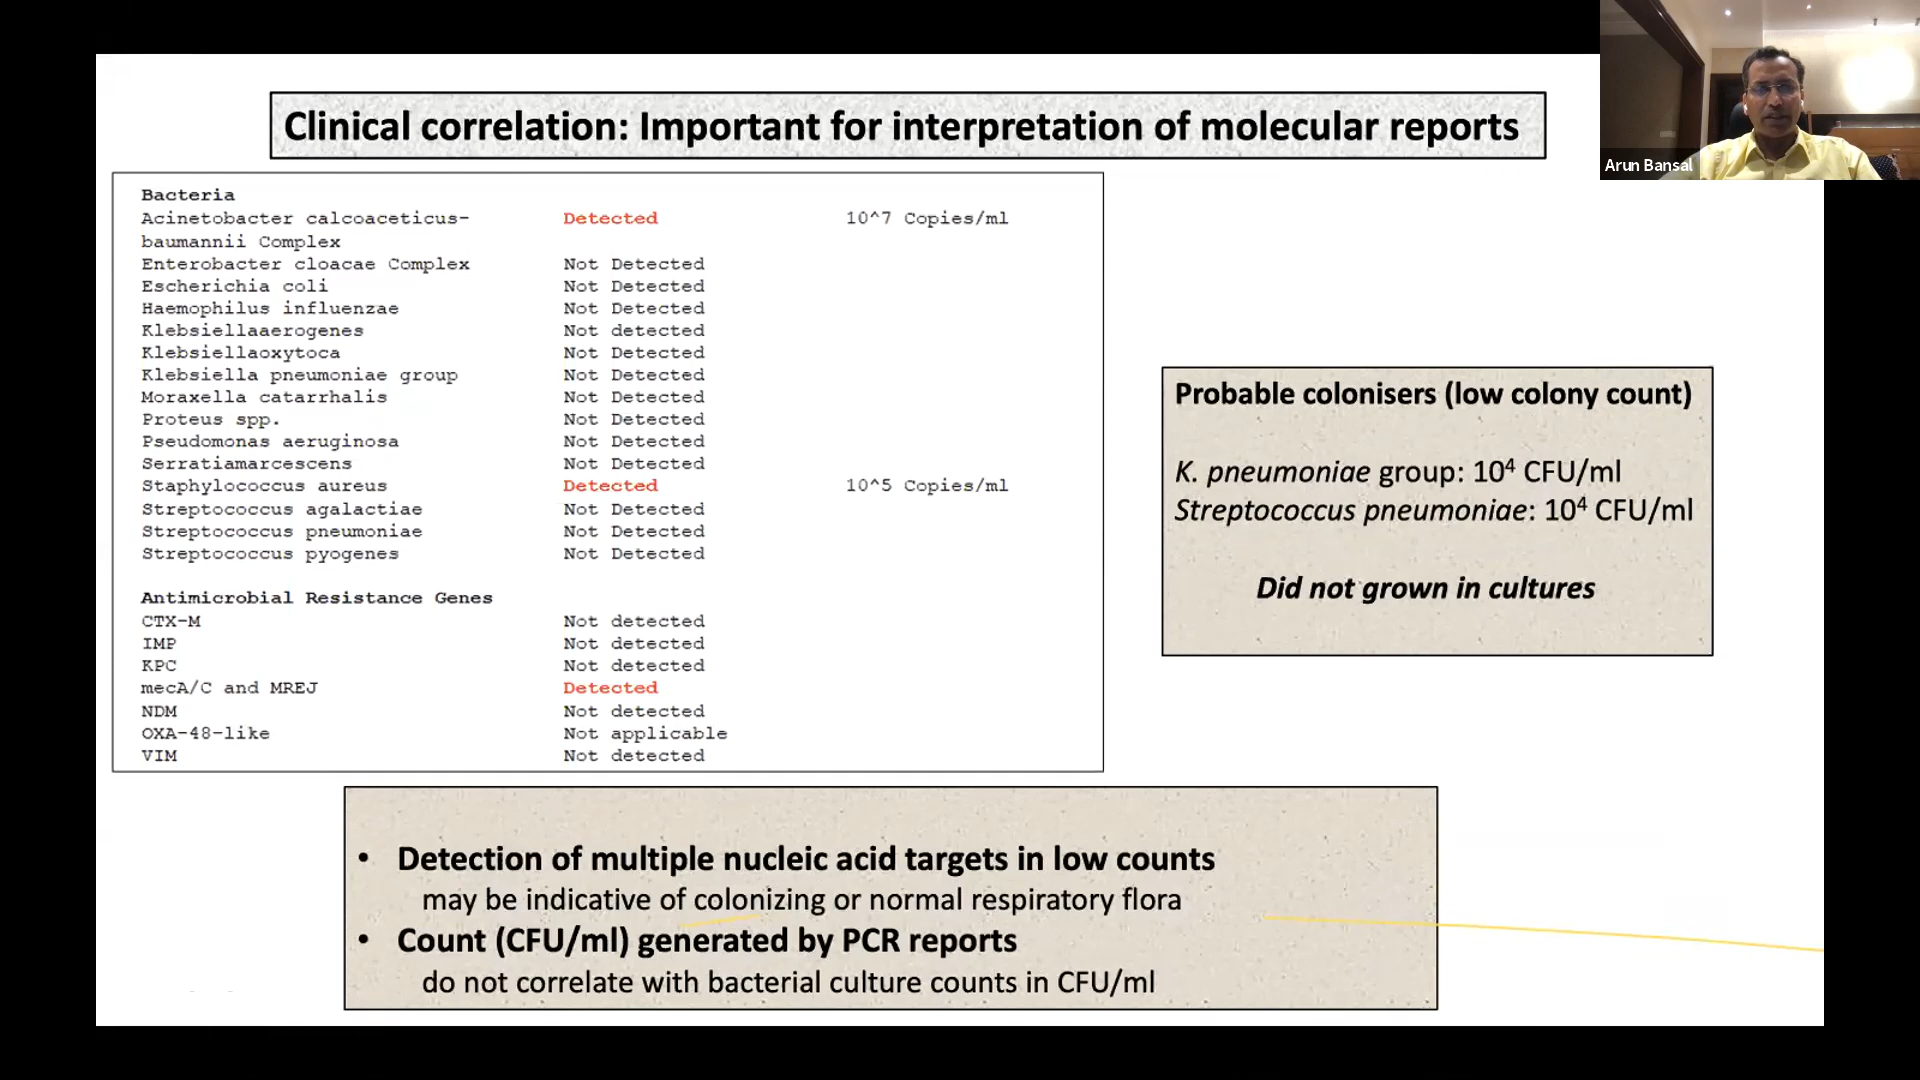 Clinical correlation: Important for interpretation of molecular reports
Arun Bansal
Bacteria
Acinetobacter calcoaceticus- Detected 10^7 Copies/ml
baumannii Complex
Enterobacter cloacae Complex Not Detected
Escherichia coli Not Detected
Haemophilus influenzae Not Detected
Klebsiellaaerogenes Not detected
Klebsiellaoxytoca Not Detected
Klebsiella pneumoniae group Not Detected
Moraxella catarrhalis Not Detected
Proteus spp. Not Detected
Pseudomonas aeruginosa Not Detected
Serratiamarcescens Not Detected
Staphylococcus aureus Detected 10^5 Copies/ml
Streptococcus agalactiae Not Detected
Streptococcus pneumoniae Not Detected
Streptococcus pyogenes Not Detected
Antimicrobial Resistance Genes
CTX-M Not detected
IMP Not detected
KPC Not detected
mecA/C and MREJ Detected
NDM Not detected
OXA-48-like Not applicable
VIM Not detected
Probable colonisers (low colony count)
K. pneumoniae group: 10⁴ CFU/ml
Streptococcus pneumoniae: 10⁴ CFU/ml
Did not grown in cultures
• Detection of multiple nucleic acid targets in low counts
may be indicative of colonizing or normal respiratory flora
• Count (CFU/ml) generated by PCR reports
do not correlate with bacterial culture counts in CFU/ml